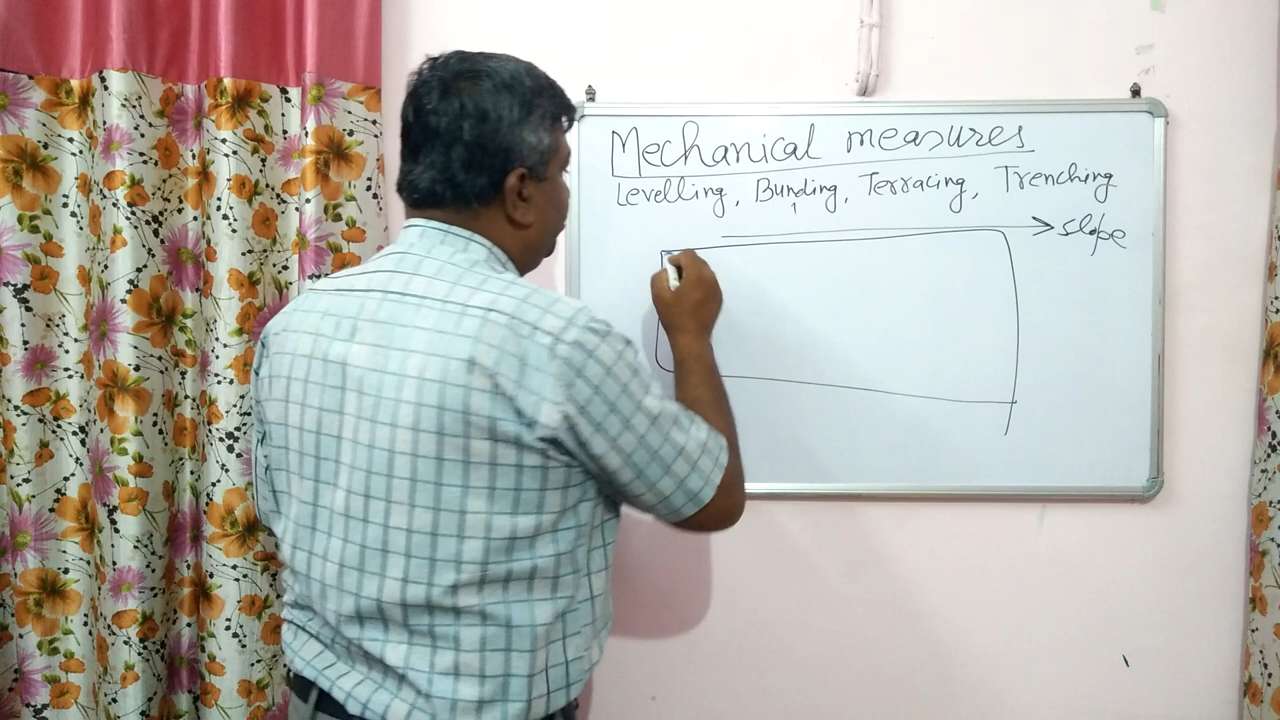 Mechanical measures
Levelling, Bunding, Terracing, Trenching
slope